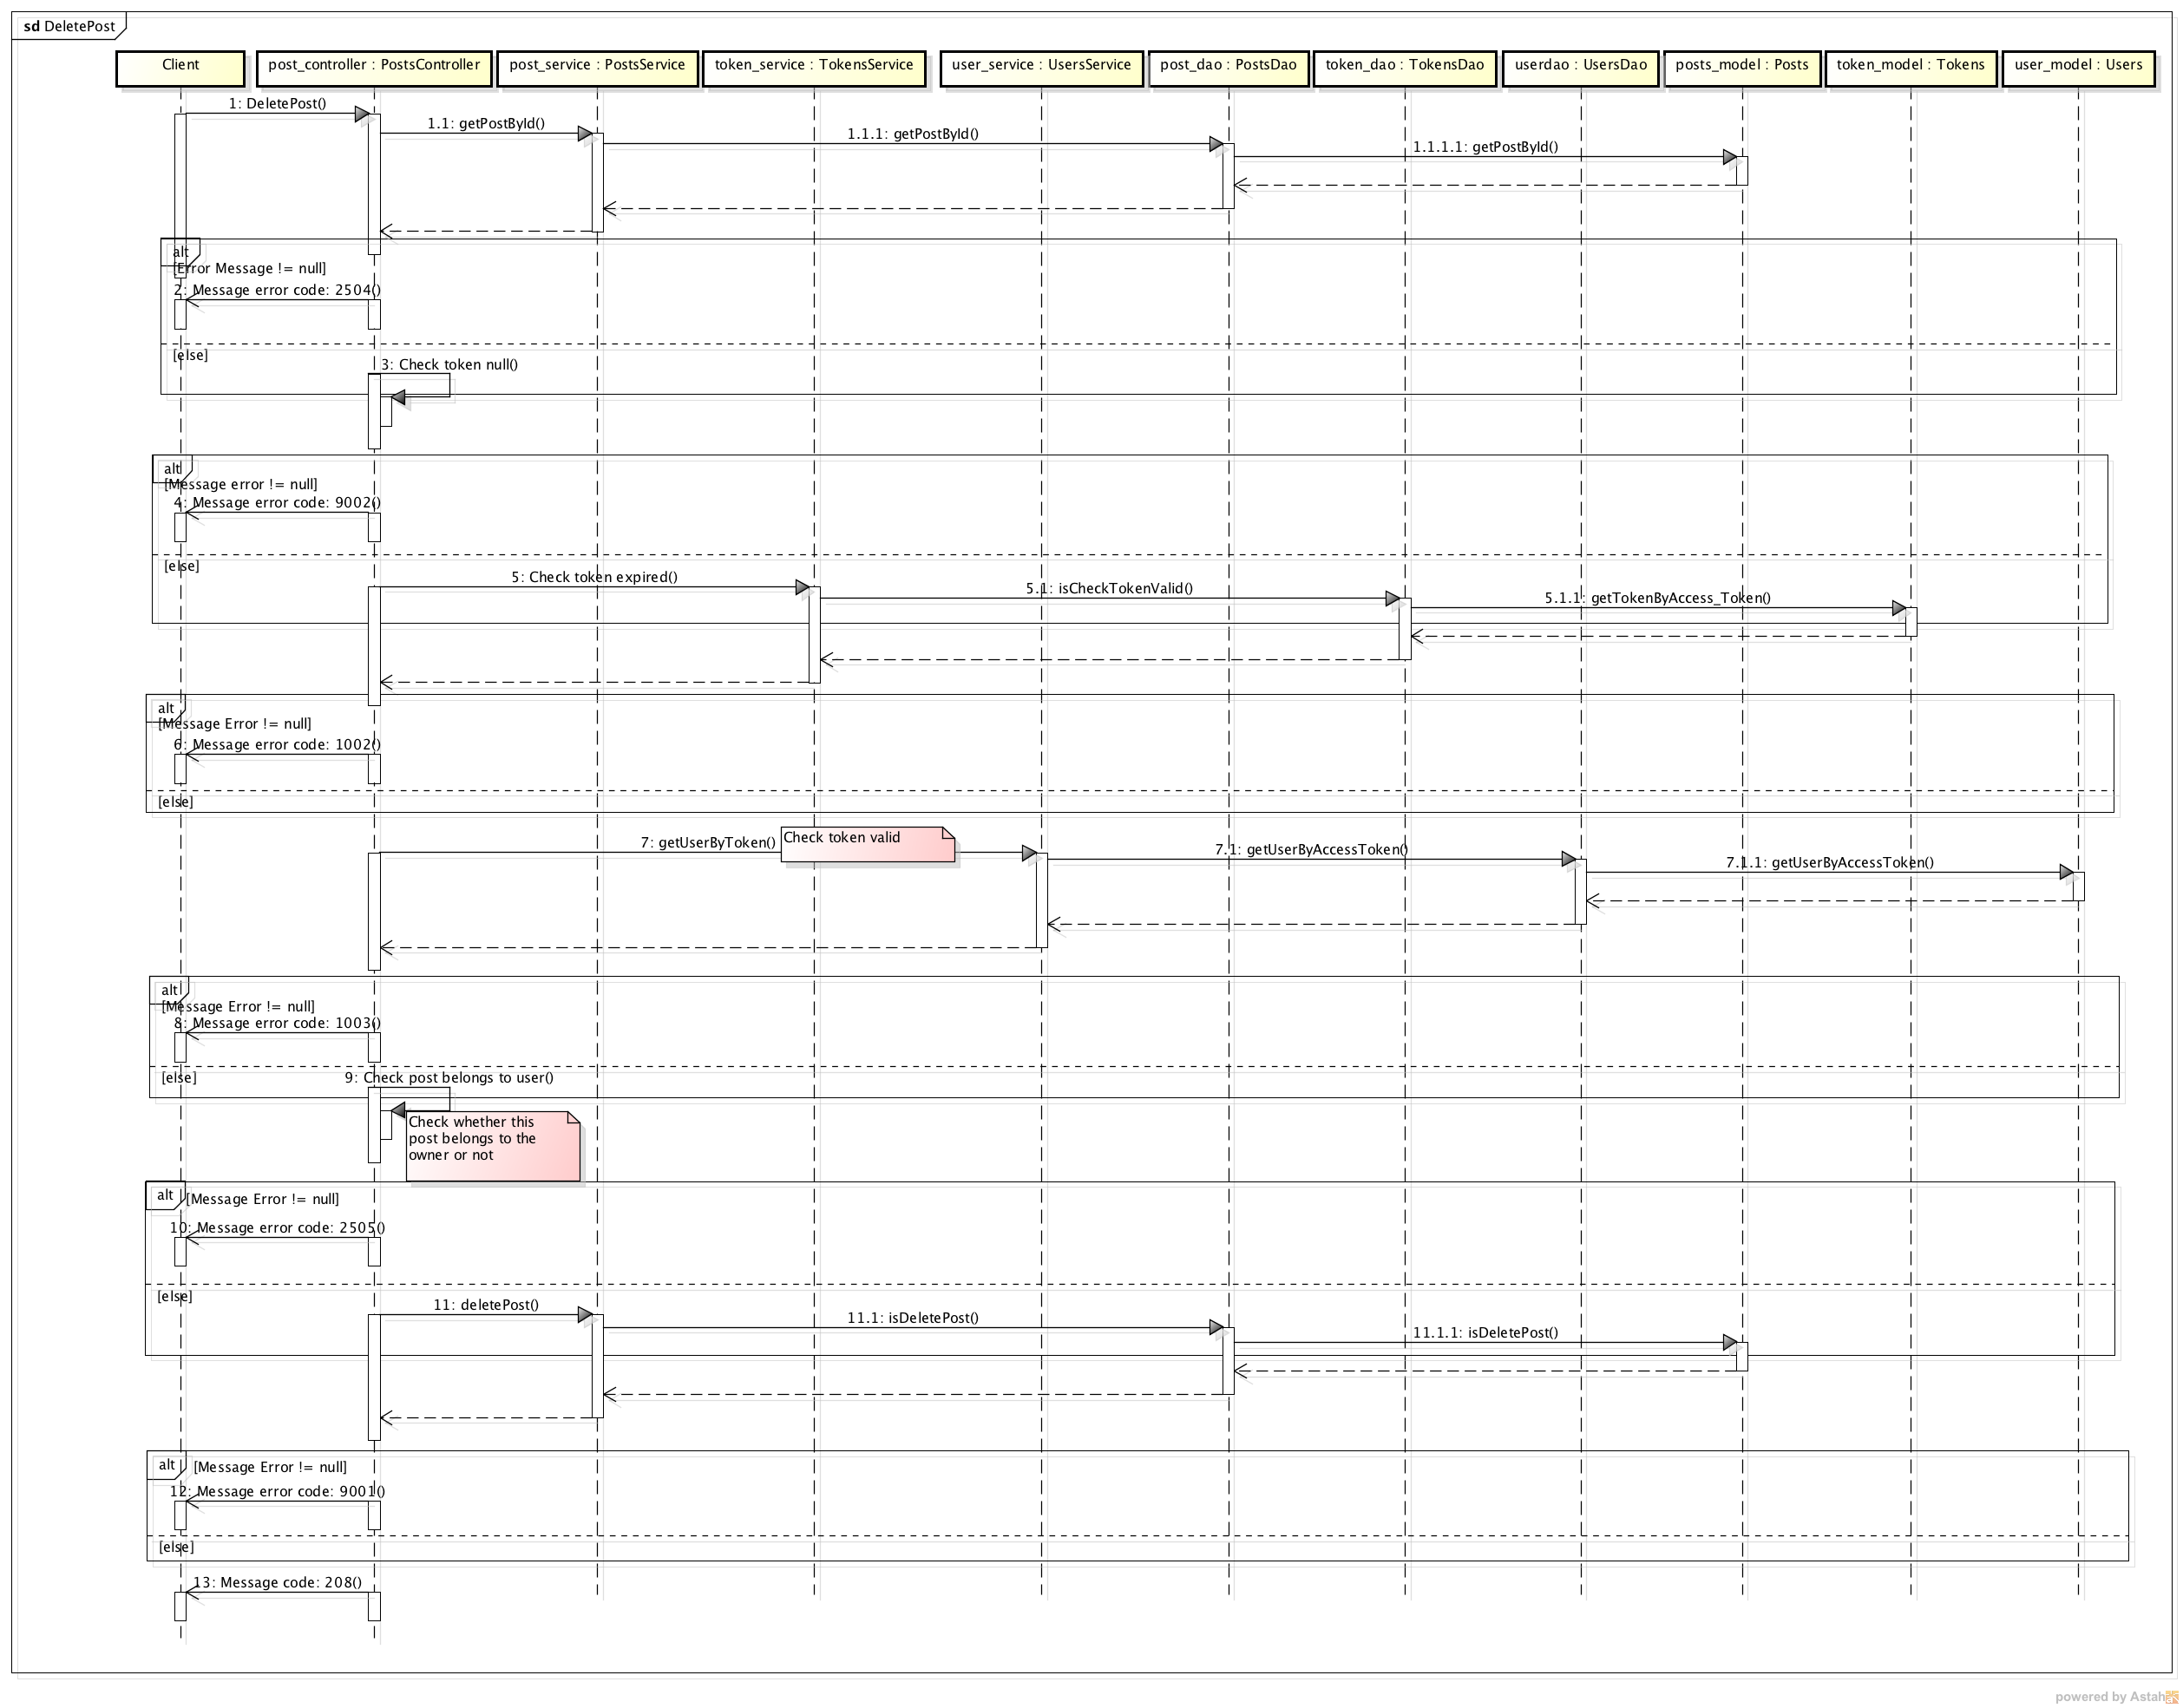 sd DeletePost
Client
post_controller : PostsController
post_service : PostsService
token_service : TokensService
user_service : UsersService
post_dao : PostsDao
token_dao : TokensDao
userdao : UsersDao
posts_model : Posts
token_model : Tokens
user_model : Users
1: DeletePost()
1.1: getPostById()
1.1.1: getPostById()
1.1.1.1: getPostById()
alt
[Error Message != null]
2: Message error code: 2504()
[else]
3: Check token null()
alt
[Message error != null]
4: Message error code: 9002()
[else]
5: Check token expired()
5.1: isCheckTokenValid()
5.1.1: getTokenByAccess_Token()
alt
[Message Error != null]
6: Message error code: 1002()
[else]
7: getUserByToken()
Check token valid
7.1: getUserByAccessToken()
7.1.1: getUserByAccessToken()
alt
[Message Error != null]
8: Message error code: 1003()
[else]
9: Check post belongs to user()
Check whether this
post belongs to the
owner or not
alt
[Message Error != null]
10: Message error code: 2505()
[else]
11: deletePost()
11.1: isDeletePost()
11.1.1: isDeletePost()
alt
[Message Error != null]
12: Message error code: 9001()
[else]
13: Message code: 208()
powered by Astah